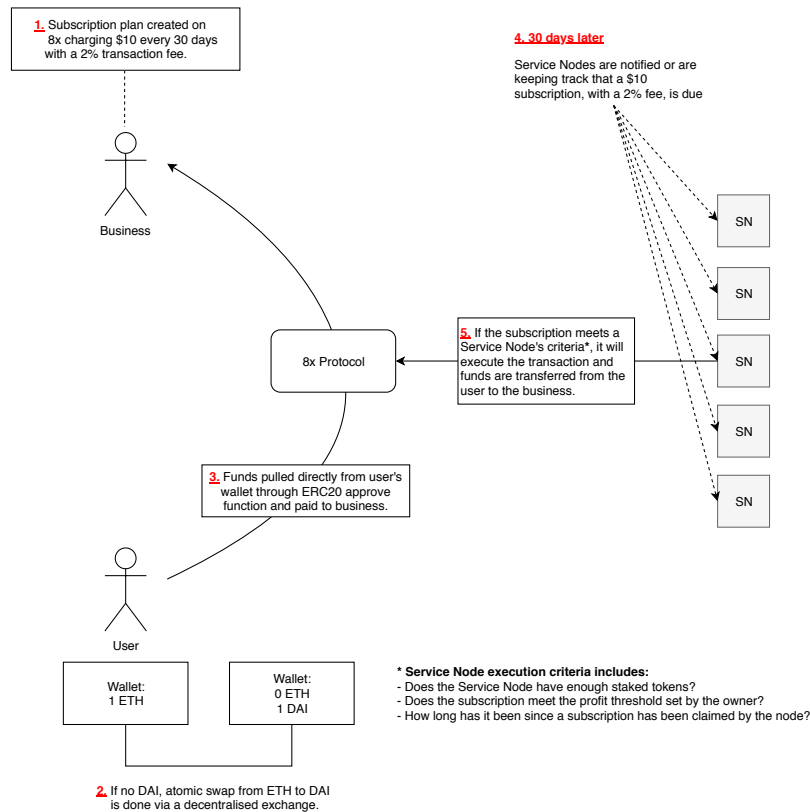 1. Subscription plan created on
8x charging $10 every 30 days
with a 2% transaction fee.
4. 30 days later
Service Nodes are notified or are
keeping track that a $10
subscription, with a 2% fee, is due
Business
SN
SN
SN
SN
SN
8x Protocol
5. If the subscription meets a
Service Node's criteria*, it will
execute the transaction and
funds are transferred from the
user to the business.
3. Funds pulled directly from user's
wallet through ERC20 approve
function and paid to business.
User
Wallet:
1 ETH
Wallet:
0 ETH
1 DAI
* Service Node execution criteria includes:
- Does the Service Node have enough staked tokens?
- Does the subscription meet the profit threshold set by the owner?
- How long has it been since a subscription has been claimed by the node?
2. If no DAI, atomic swap from ETH to DAI
is done via a decentralised exchange.